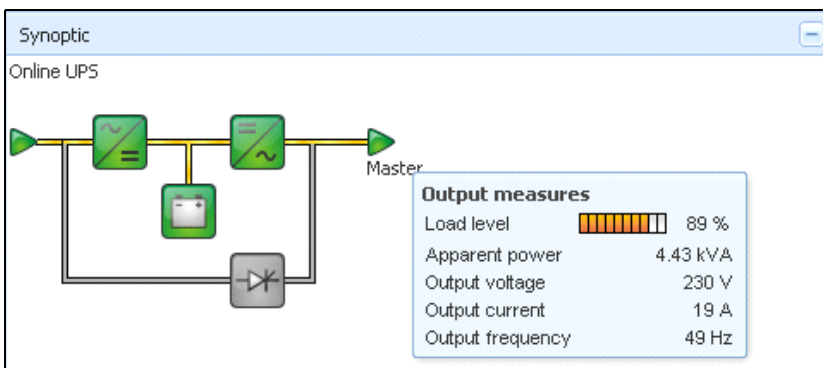 Synoptic
Online UPS
Master
Output measures
Load level 89 %
Apparent power 4.43 kVA
Output voltage 230 V
Output current 19 A
Output frequency 49 Hz